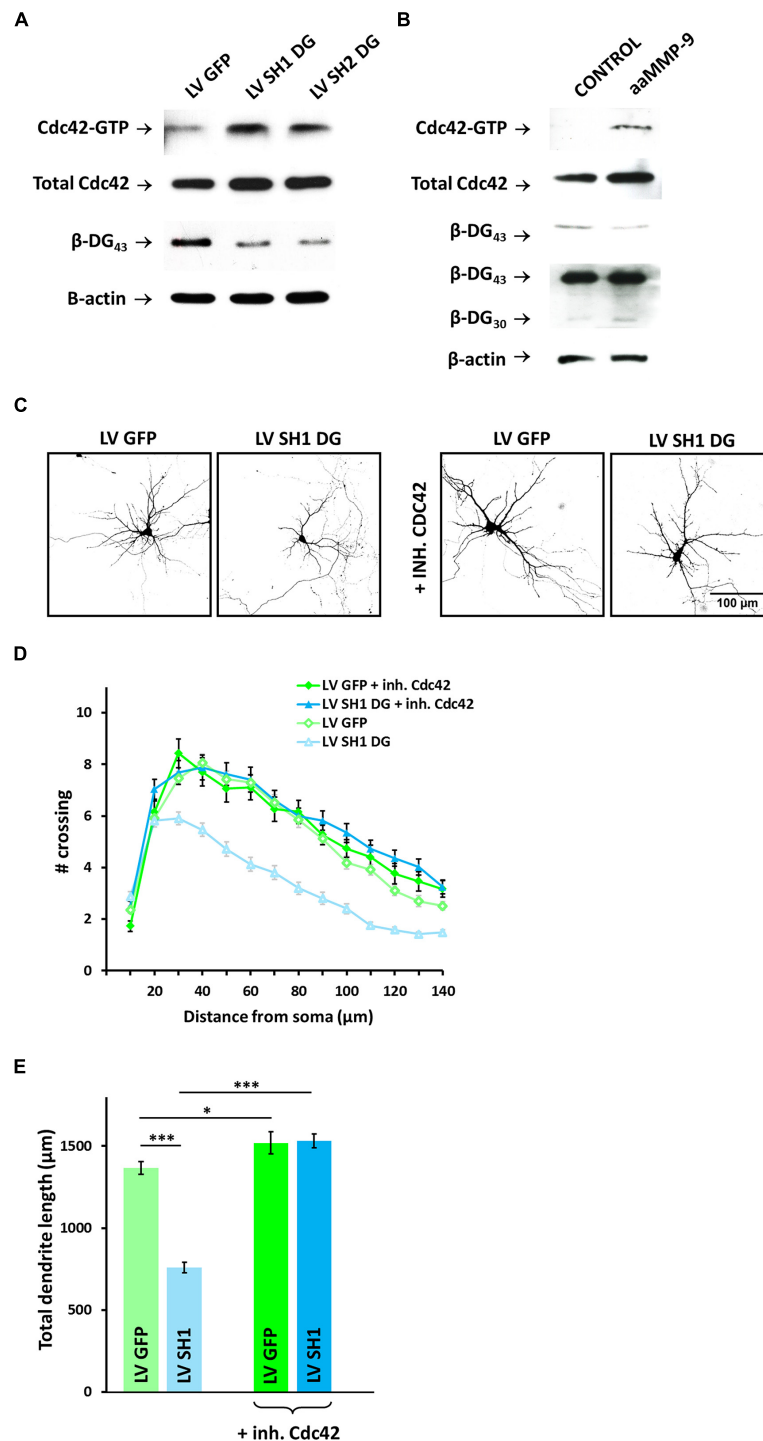 A
LV GFP
LV SH1 DG
LV SH2 DG
Cdc42-GTP →
Total Cdc42 →
β-DG43 →
B-actin →
B
CONTROL
aaMMP-9
Cdc42-GTP →
Total Cdc42 →
β-DG43 →
β-DG43 →
β-DG30 →
β-actin →
C
LV GFP
LV SH1 DG
+ INH. CDC42
LV GFP
LV SH1 DG
100 µm
D
LV GFP + inh. Cdc42
LV SH1 DG + inh. Cdc42
LV GFP
LV SH1 DG
# crossing
10
8
6
4
2
0
20 40 60 80 100 120 140
Distance from soma (µm)
E
Total dendrite length (µm)
1500
1000
500
0
***
*
***
LV GFP
LV SH1
LV GFP
LV SH1
+ inh. Cdc42